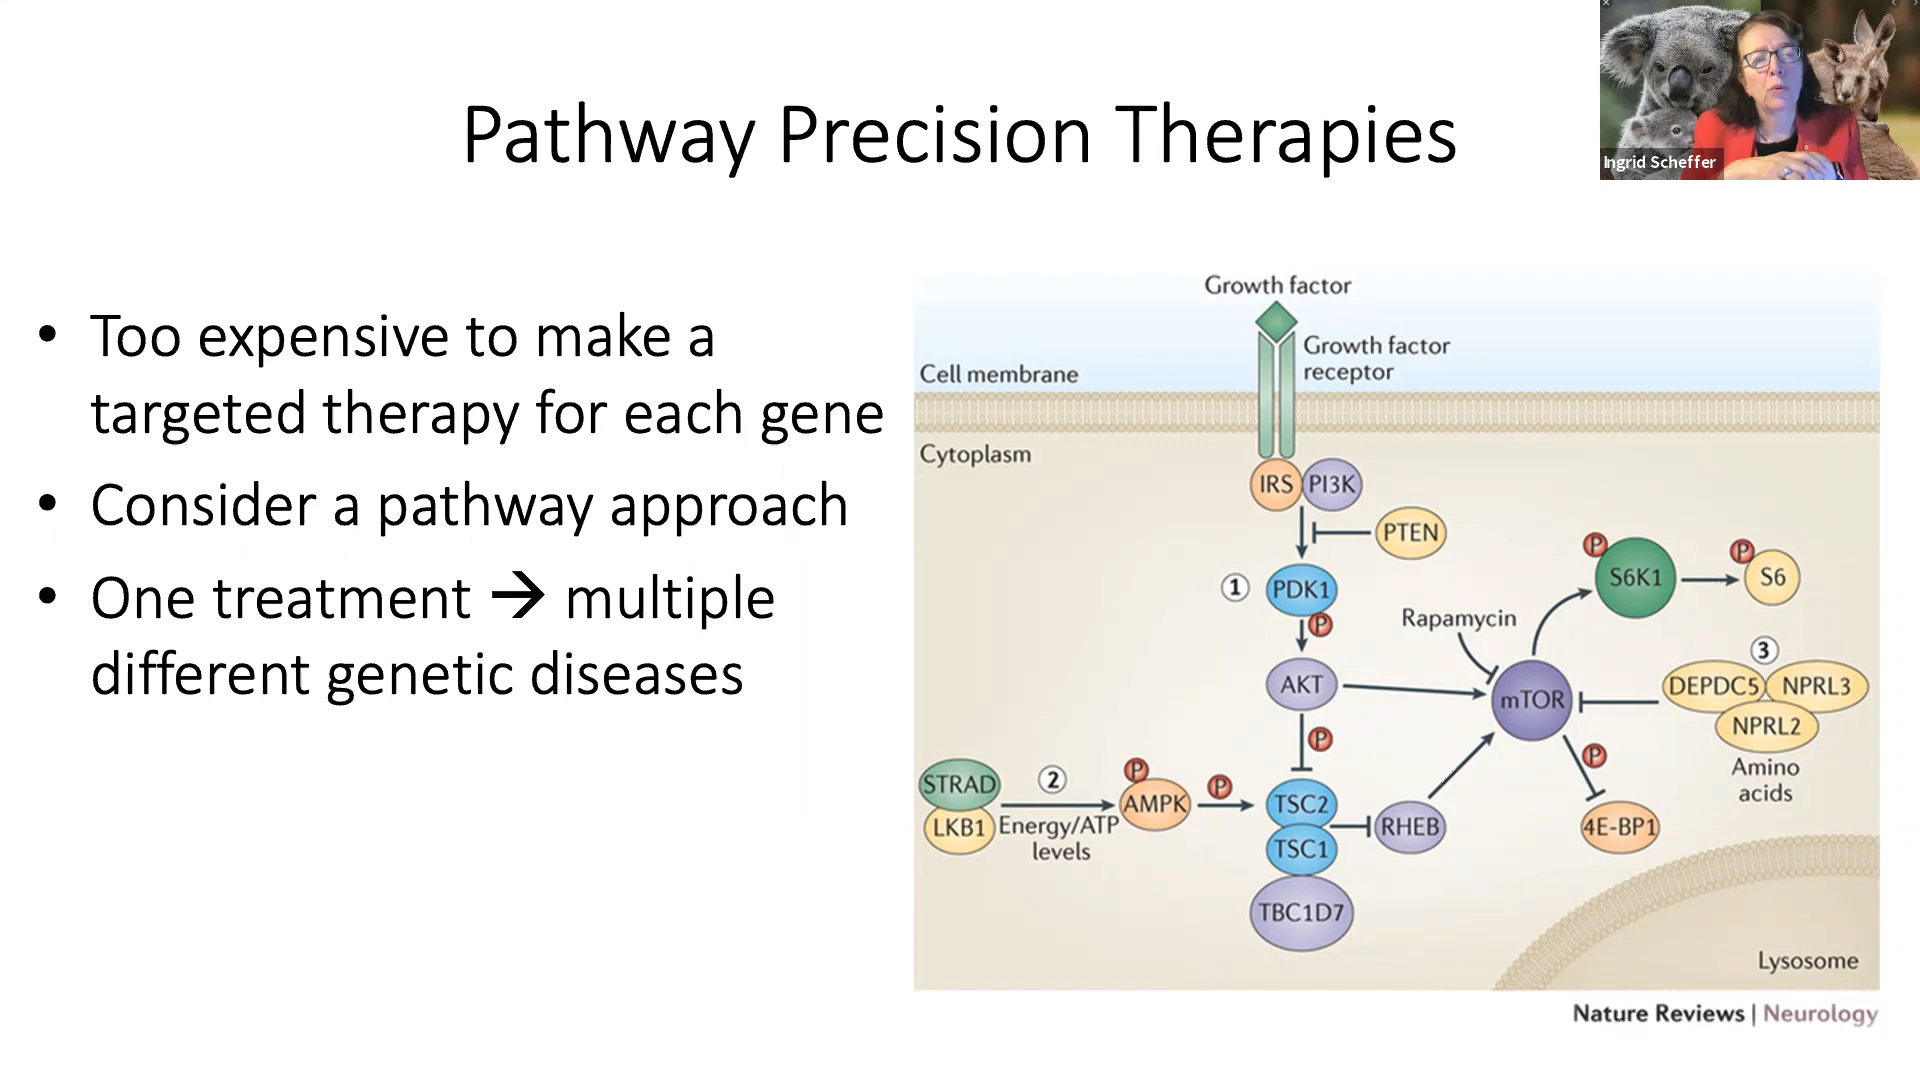 Pathway Precision Therapies
Ingrid Scheffer
• Too expensive to make a
targeted therapy for each gene
• Consider a pathway approach
• One treatment → multiple
different genetic diseases
Growth factor
Growth factor
receptor
Cell membrane
Cytoplasm
IRS
PI3K
PTEN
1
PDK1
P
AKT
P
Rapamycin
mTOR
P
S6K1
P
S6
3
DEPDC5
NPRL3
NPRL2
Amino
acids
P
4E-BP1
STRAD
LKB1
2
Energy/ATP
levels
P
AMPK
P
TSC2
TSC1
TBC1D7
RHEB
Lysosome
Nature Reviews | Neurology